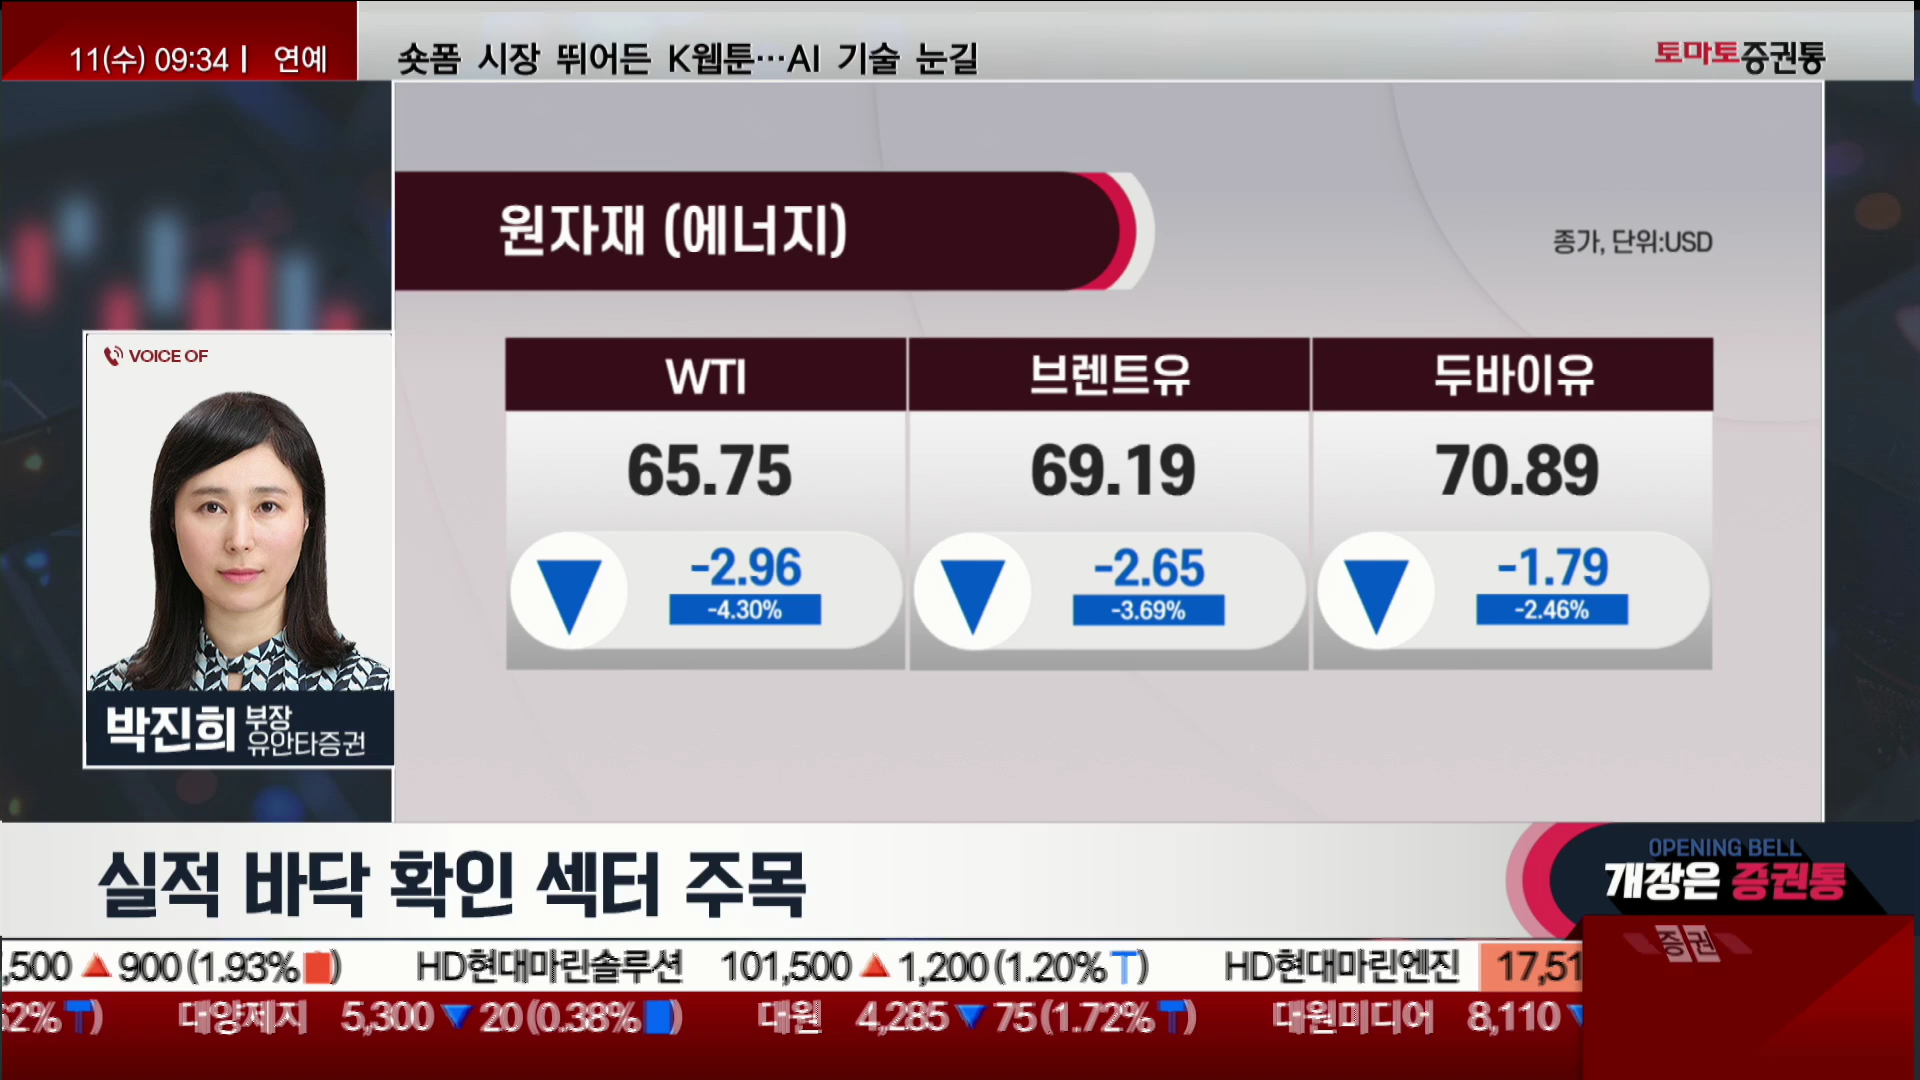 11(수) 09:34 | 연예
숏폼 시장 뛰어든 K웹툰…AI 기술 눈길
토마토증권통
원자재 (에너지)
종가, 단위:USD
WTI 브렌트유 두바이유
65.75 69.19 70.89
-2.96 -2.65 -1.79
-4.30% -3.69% -2.46%
VOICE OF
박진희 부장
유안타증권
실적 바닥 확인 섹터 주목
OPENING BELL
개장은 증권통
증권
,500 ▲ 900 (1.93% ) HD현대마린솔루션 101,500 ▲ 1,200 (1.20% ) HD현대마린엔진 17,51
62% ) 대양제지 5,300 ▼ 20 (0.38% ) 대원 4,285 ▼ 75 (1.72% ) 대원미디어 8,110 ▼